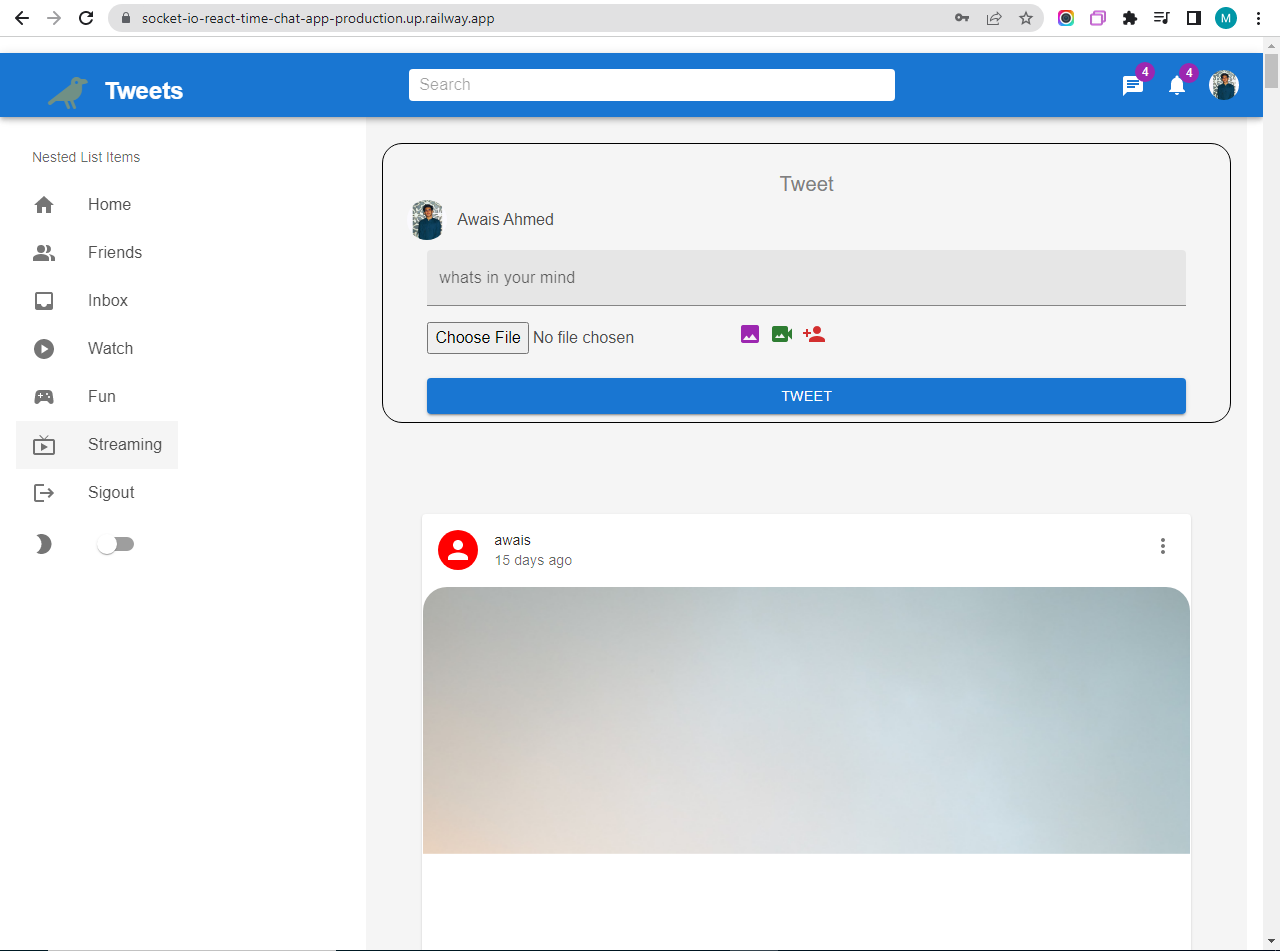 socket-io-react-time-chat-app-production.up.railway.app
M
Tweets
Search
4
4
Nested List Items
Home
Friends
Inbox
Watch
Fun
Streaming
Sigout
Tweet
Awais Ahmed
whats in your mind
Choose File No file chosen
TWEET
awais
15 days ago